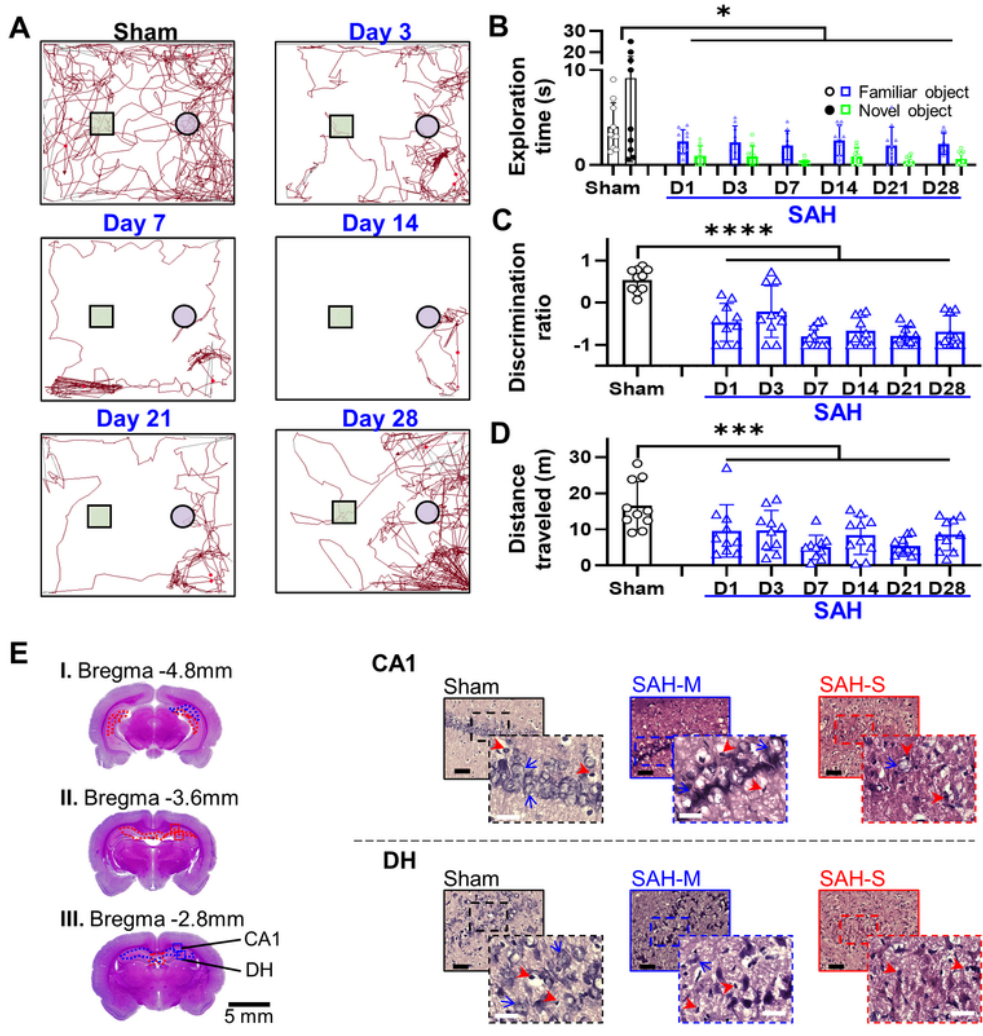 A
Sham
Day 3
Day 7
Day 14
Day 21
Day 28
B
*
Exploration
time (s)
30
20
10
0
Familiar object
Novel object
Sham
D1 D3 D7 D14 D21 D28
SAH
C
****
Discrimination
ratio
1
0
-1
Sham
D1 D3 D7 D14 D21 D28
SAH
D
***
Distance
traveled (m)
30
20
10
0
Sham
D1 D3 D7 D14 D21 D28
SAH
E
I. Bregma -4.8mm
II. Bregma -3.6mm
III. Bregma -2.8mm
CA1
DH
5 mm
CA1
Sham
SAH-M
SAH-S
DH
Sham
SAH-M
SAH-S